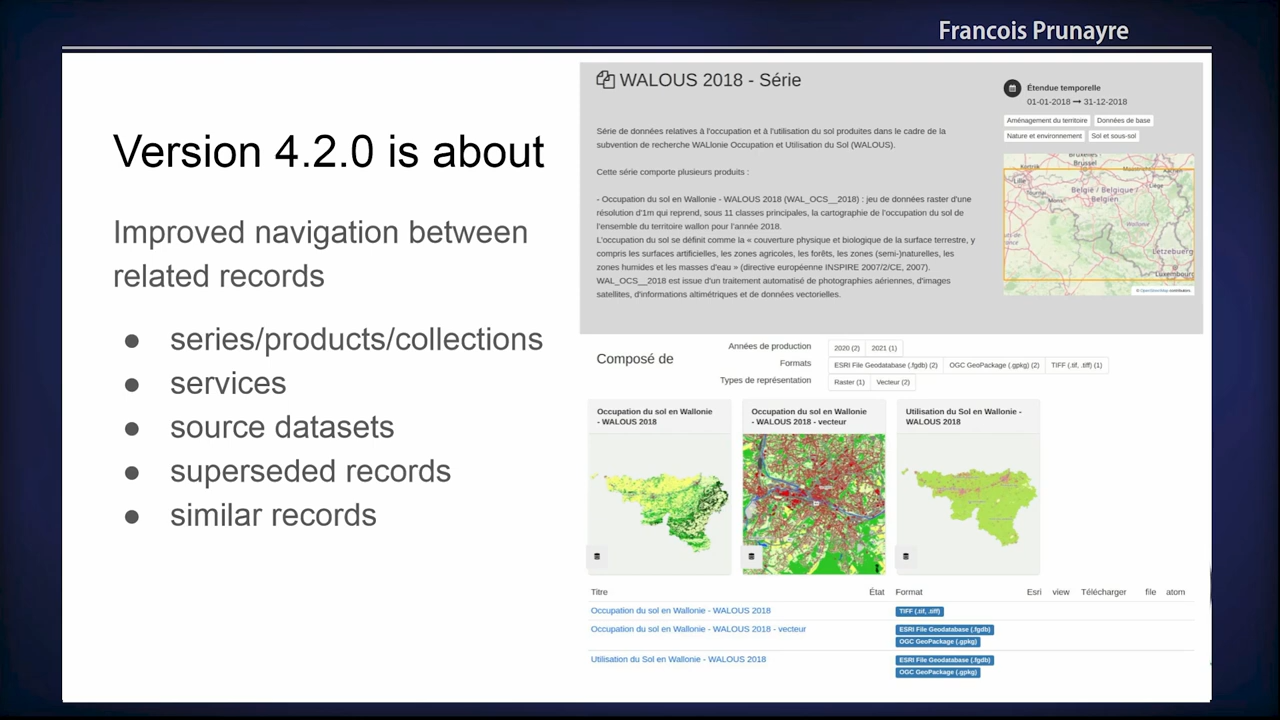 Francois Prunayre
Version 4.2.0 is about
Improved navigation between
related records
● series/products/collections
● services
● source datasets
● superseded records
● similar records
WALOUS 2018 - Série
Série de données relatives à l'occupation et à l'utilisation du sol produites dans le cadre de la
subvention de recherche WALlonie Occupation et Utilisation du Sol (WALOUS).
Cette série comporte plusieurs produits :
- Occupation du sol en Wallonie - WALOUS 2018 (WAL_OCS__2018) : jeu de données raster d'une
résolution d'1m qui reprend, sous 11 classes principales, la cartographie de l'occupation du sol de
l'ensemble du territoire wallon pour l'année 2018.
L'occupation du sol se définit comme la « couverture physique et biologique de la surface terrestre, y
compris les surfaces artificielles, les zones agricoles, les forêts, les zones (semi-)naturelles, les
zones humides et les masses d'eau » (directive européenne INSPIRE 2007/2/CE, 2007).
WAL_OCS__2018 est issue d'un traitement automatisé de photographies aériennes, d'images
satellites, d'informations altimétriques et de données vectorielles.
Étendue temporelle
01-01-2018 ➞ 31-12-2018
Aménagement du territoire Données de base
Nature et environnement Sol et sous-sol
Kortrijk
Bruxelles
Brussel
Lille
Liège
Aachen
België / Belgique /
Belgien
Wallonie
Lëtzebuerg
Luxembourg
© OpenStreetMap contributors.
Composé de
Années de production 2020 (2) 2021 (1)
Formats ESRI File Geodatabase (.fgdb) (2) OGC GeoPackage (.gpkg) (2) TIFF (.tif, .tiff) (1)
Types de représentation Raster (1) Vecteur (2)
Occupation du sol en Wallonie
- WALOUS 2018
Occupation du sol en Wallonie
- WALOUS 2018 - vecteur
Utilisation du Sol en Wallonie -
WALOUS 2018
Titre État Format Esri view Télécharger file atom
Occupation du sol en Wallonie - WALOUS 2018 TIFF (.tif, .tiff)
Occupation du sol en Wallonie - WALOUS 2018 - vecteur ESRI File Geodatabase (.fgdb)
OGC GeoPackage (.gpkg)
Utilisation du Sol en Wallonie - WALOUS 2018 ESRI File Geodatabase (.fgdb)
OGC GeoPackage (.gpkg)